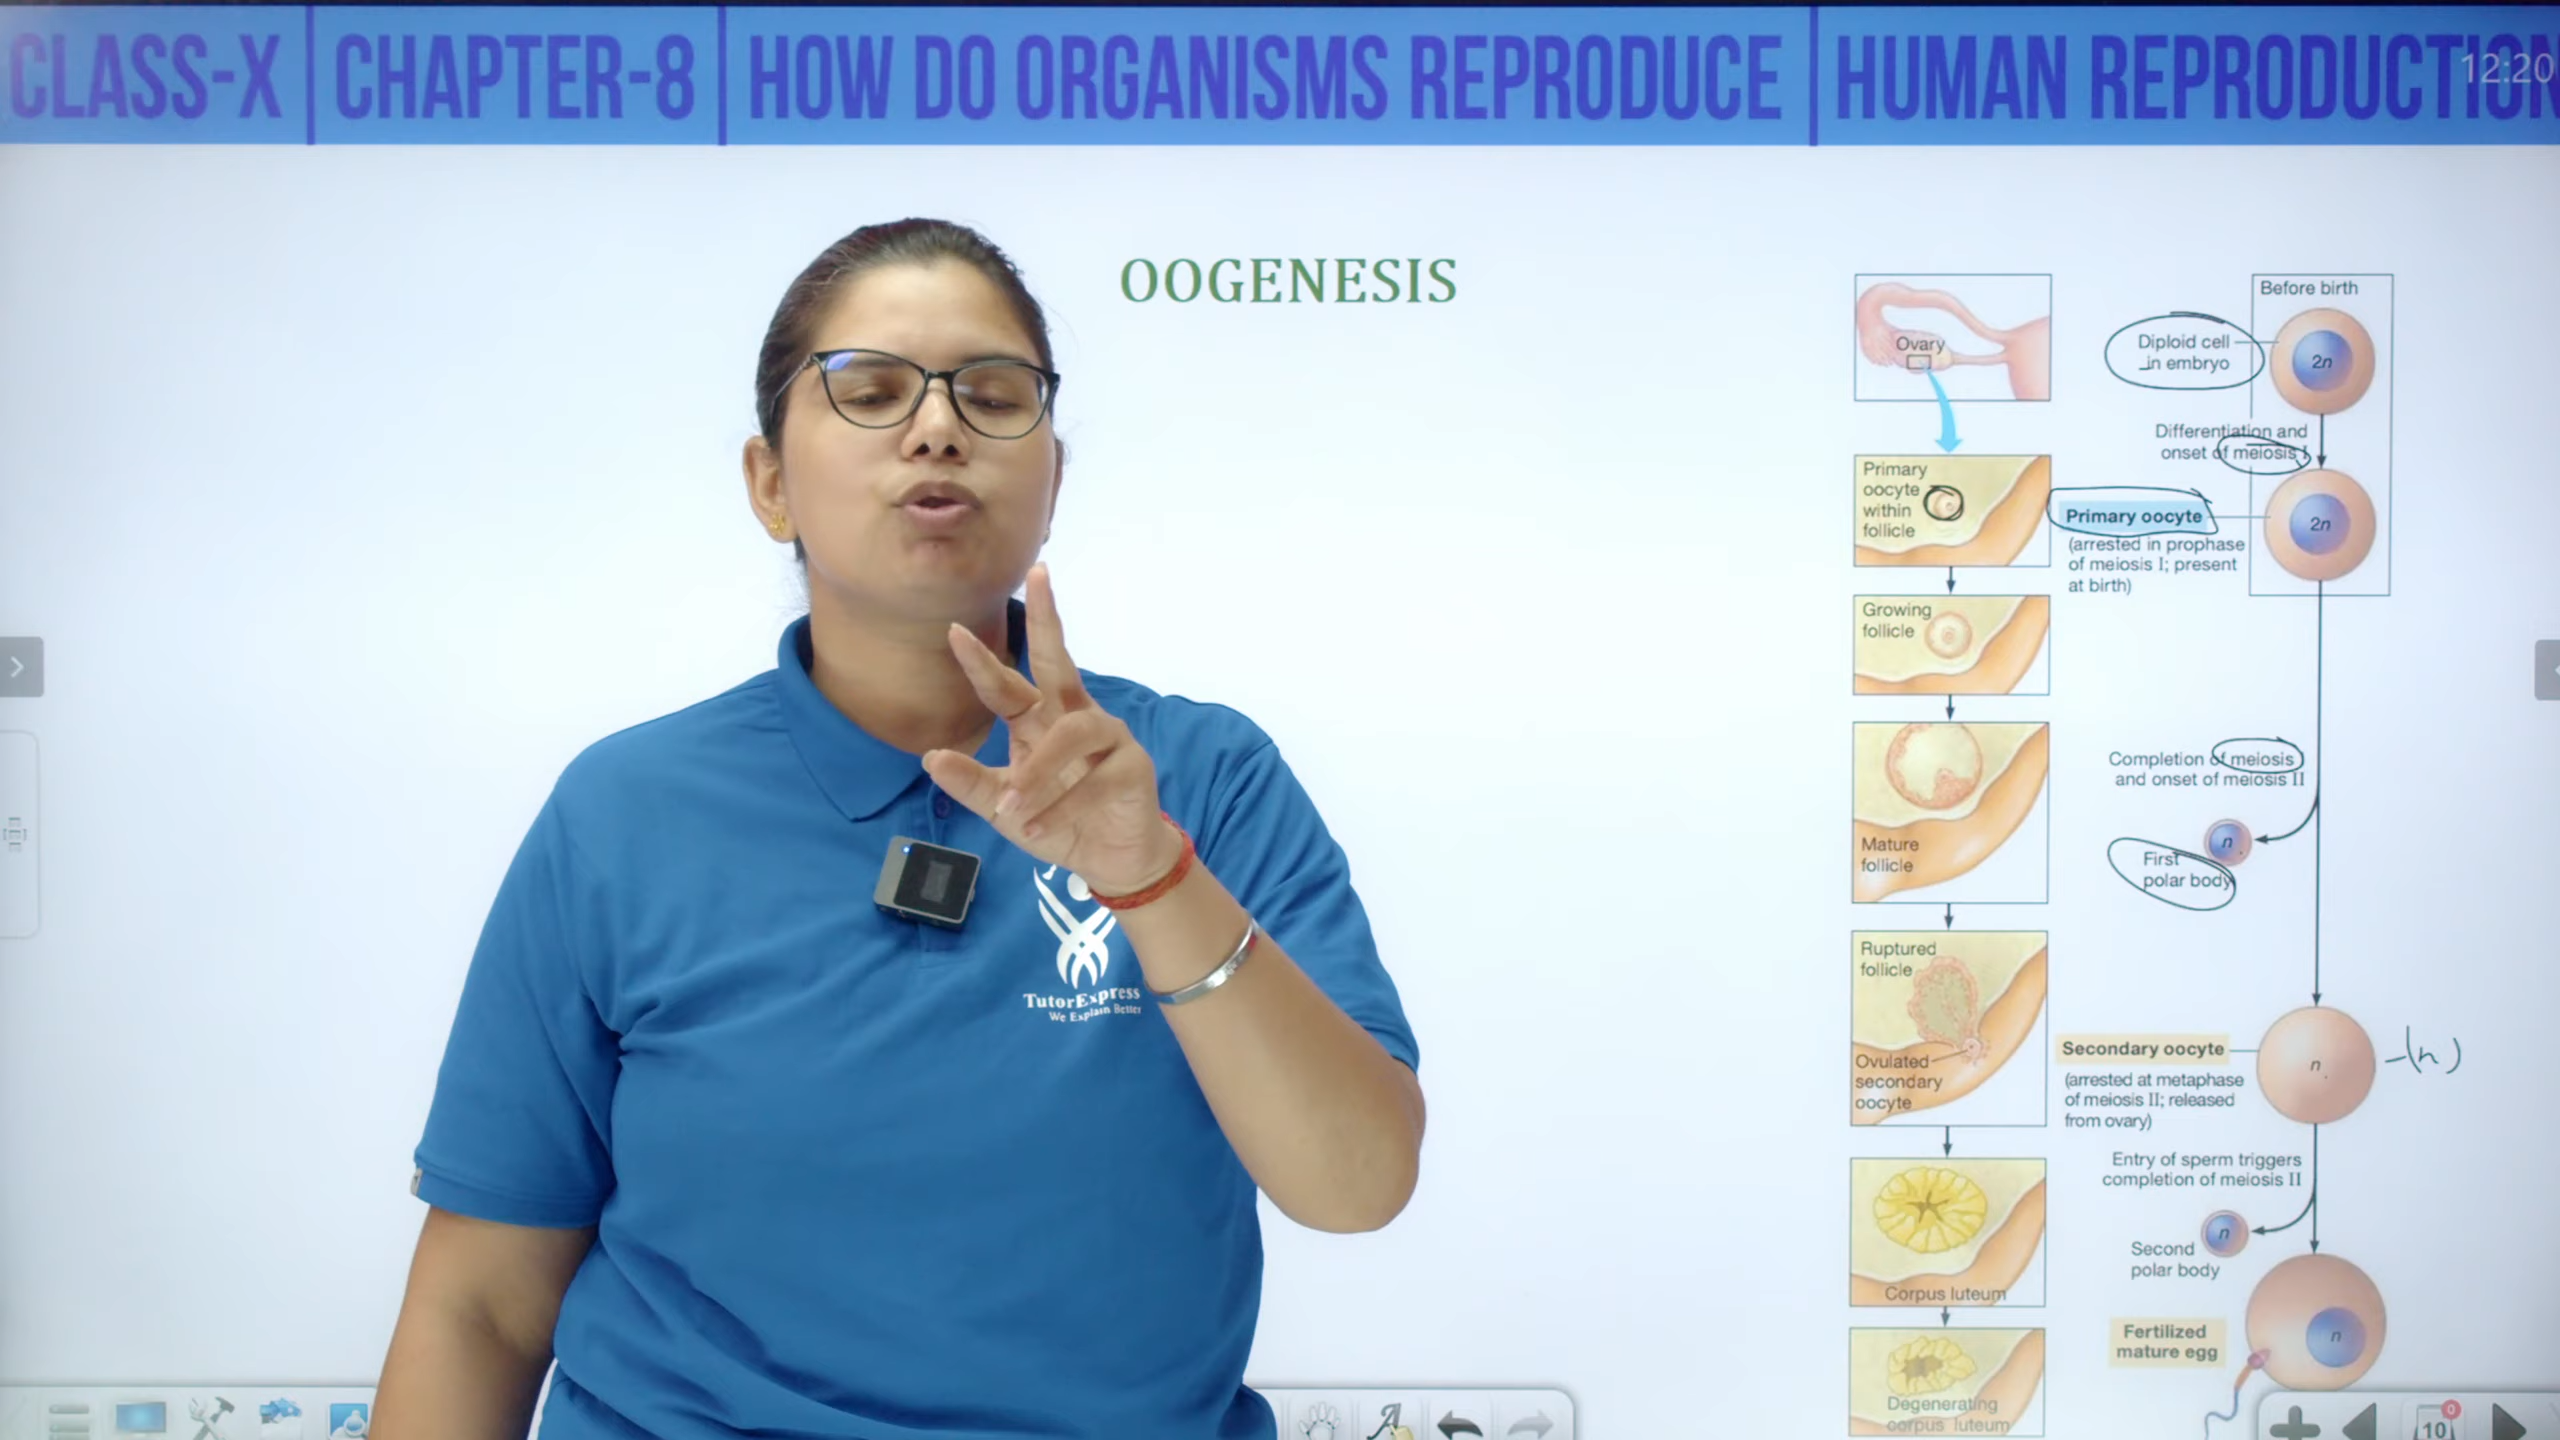 CLASS-X CHAPTER-8 HOW DO ORGANISMS REPRODUCE HUMAN REPRODUCTION
12:20
OOGENESIS
Ovary
Primary
oocyte
within
follicle
Growing
follicle
Mature
follicle
Ruptured
follicle
Ovulated
secondary
oocyte
Corpus luteum
Degenerating
corpus luteum
Before birth
Diploid cell
in embryo
2n
Differentiation and
onset of meiosis I
Primary oocyte
2n
(arrested in prophase
of meiosis I; present
at birth)
Completion of meiosis
and onset of meiosis II
n
First
polar body
Secondary oocyte
n
(n)
(arrested at metaphase
of meiosis II; released
from ovary)
Entry of sperm triggers
completion of meiosis II
n
Second
polar body
Fertilized
mature egg
n
TutorExpress
We Explain Better
10
0